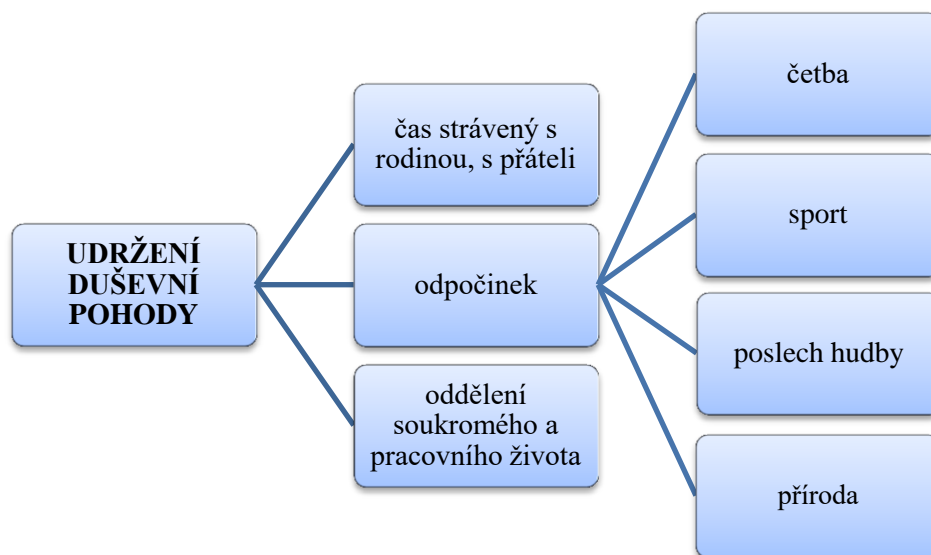 UDRŽENÍ
DUŠEVNÍ
POHODY
čas strávený s
rodinou, s přáteli
odpočinek
oddělení
soukromého a
pracovního života
četba
sport
poslech hudby
příroda